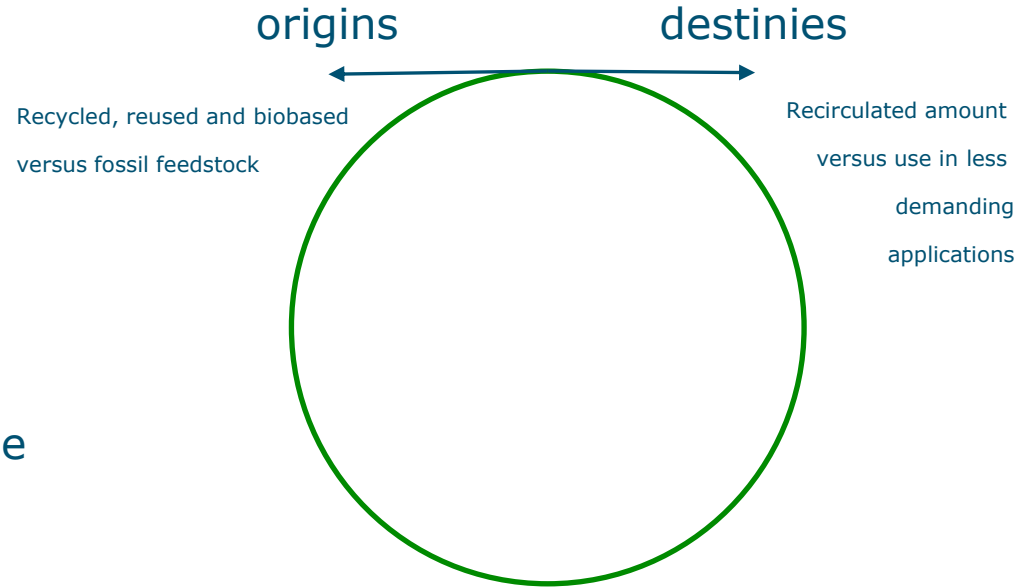 origins
destinies
Recycled, reused and biobased
versus fossil feedstock
Recirculated amount
versus use in less
demanding
applications
e